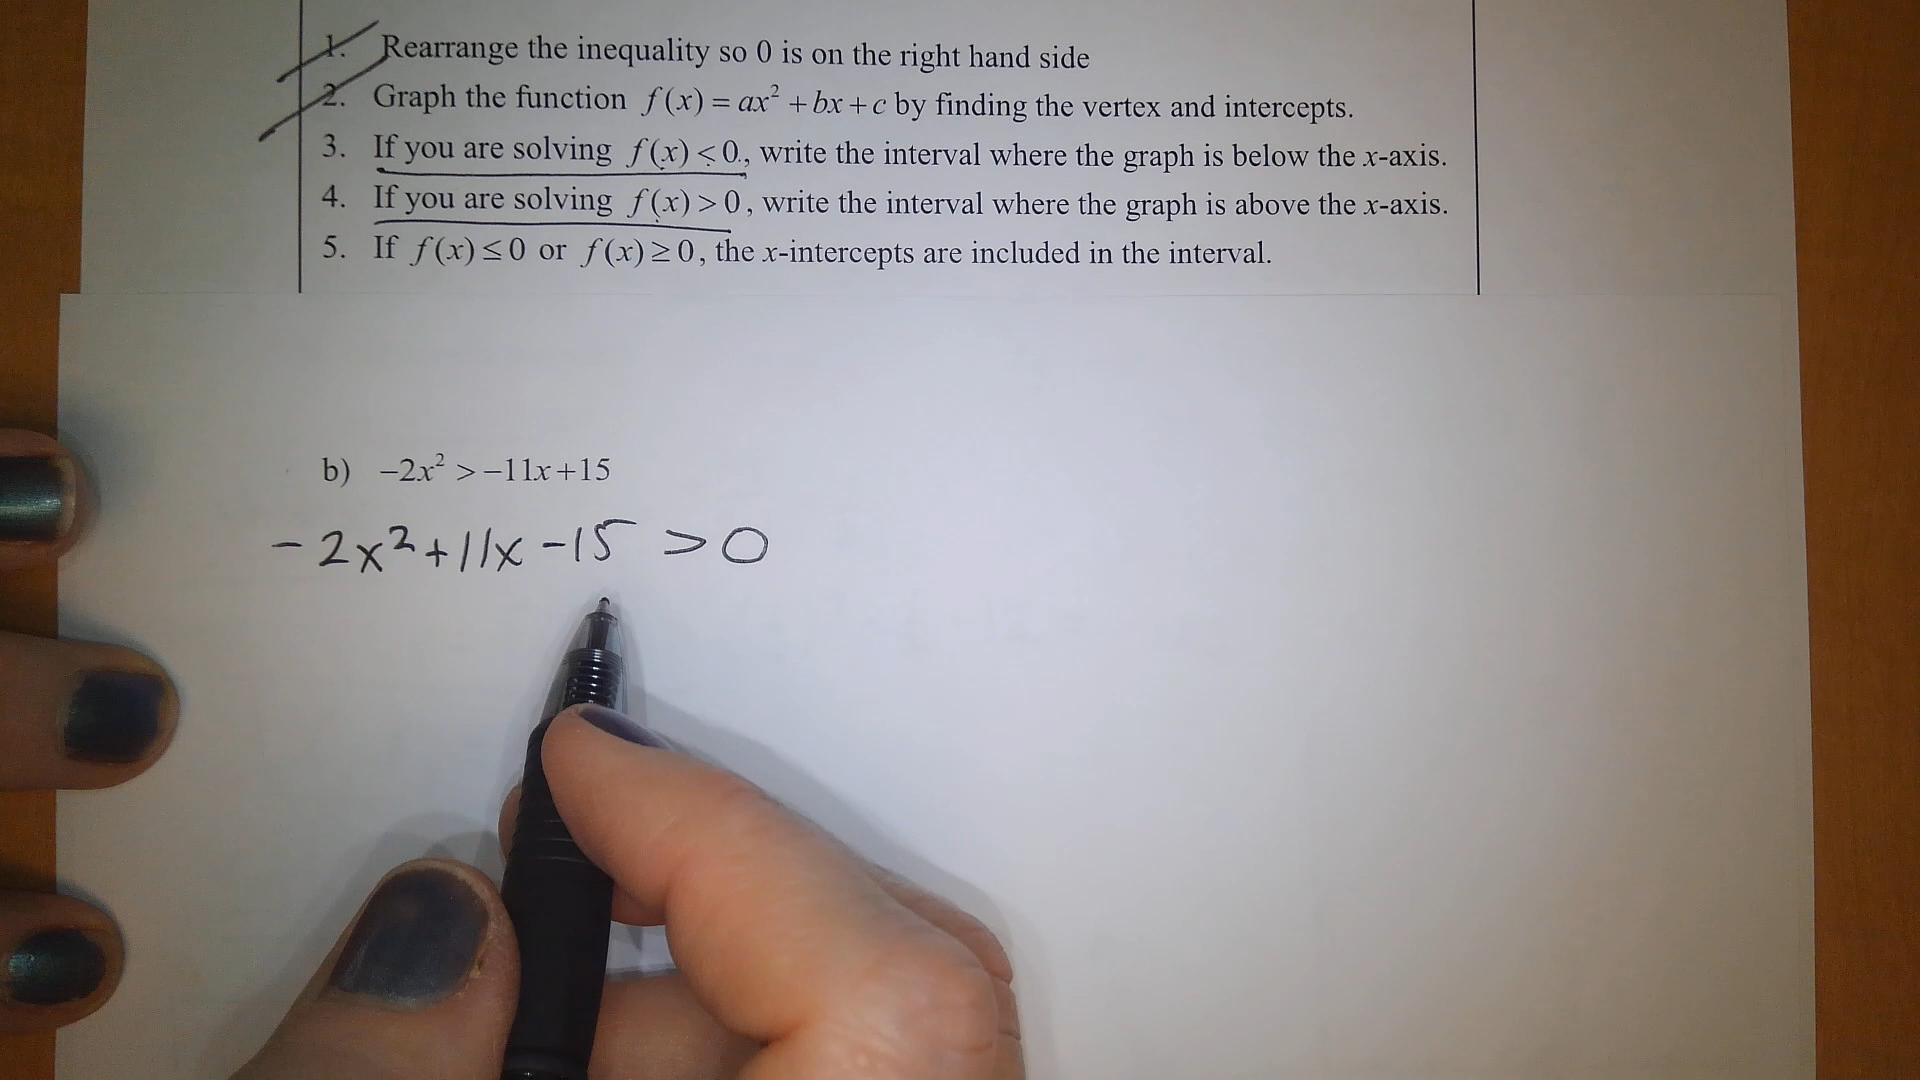 1. Rearrange the inequality so 0 is on the right hand side
2. Graph the function f(x) = ax² + bx + c by finding the vertex and intercepts.
3. If you are solving f(x) < 0, write the interval where the graph is below the x-axis.
4. If you are solving f(x) > 0, write the interval where the graph is above the x-axis.
5. If f(x) ≤ 0 or f(x) ≥ 0, the x-intercepts are included in the interval.
b) −2x² > −11x + 15
-2x² + 11x - 15 > 0